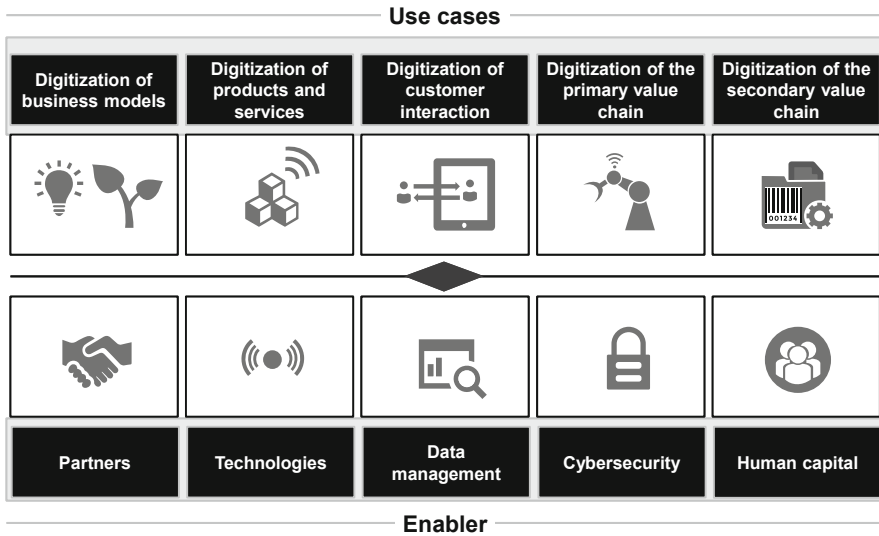 Use cases
Digitization of
business models
Digitization of
products and
services
Digitization of
customer
interaction
Digitization of the
primary value
chain
Digitization of the
secondary value
chain
001234
Partners
Technologies
Data
management
Cybersecurity
Human capital
Enabler